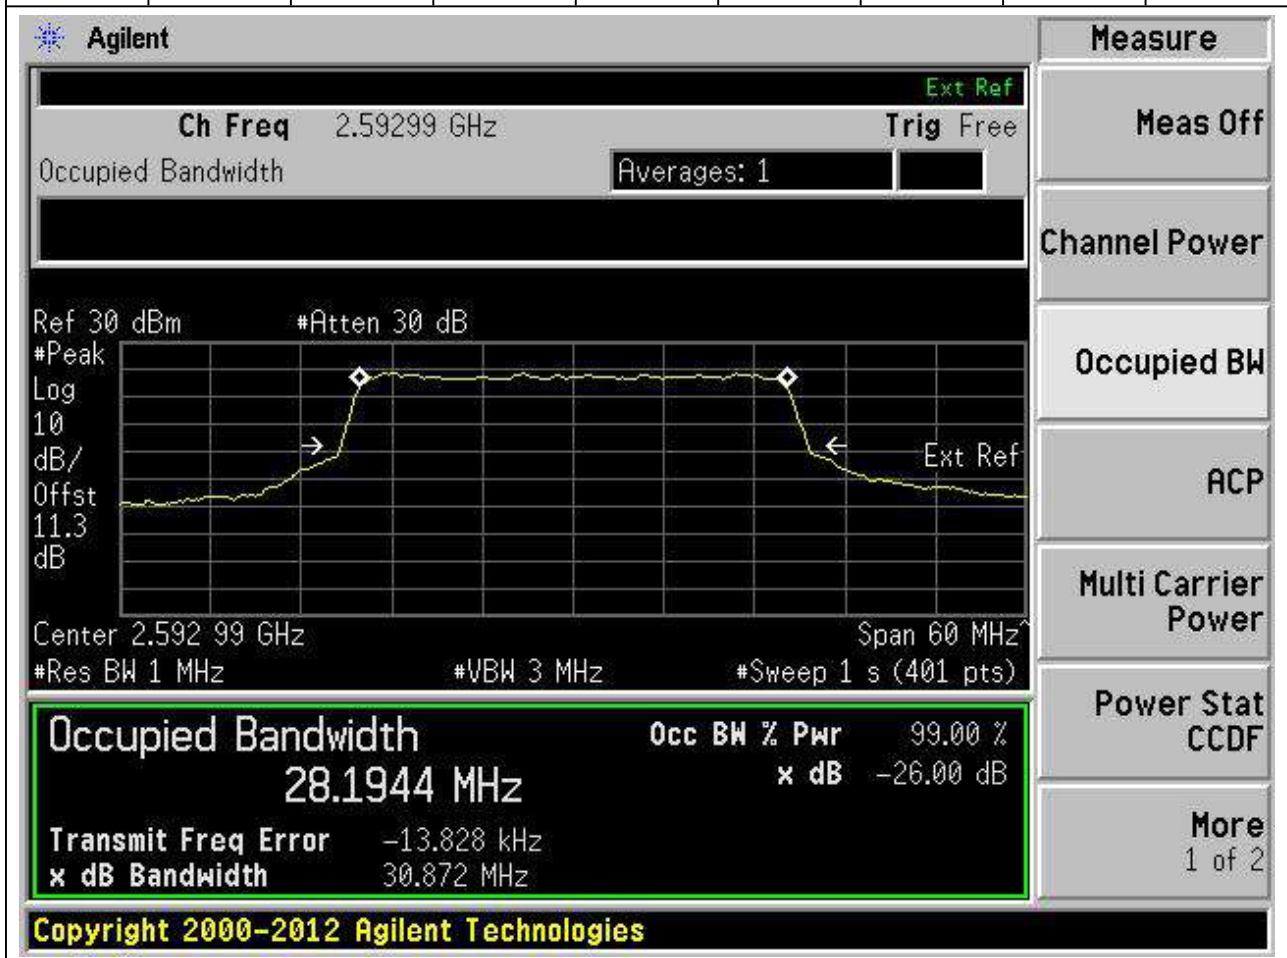 Agilent
Measure
Ext Ref
Ch Freq 2.59299 GHz Trig Free
Meas Off
Occupied Bandwidth Averages: 1
Channel Power
Ref 30 dBm #Atten 30 dB
#Peak
Log
10
dB/
Offst
11.3
dB
Ext Ref
Occupied BW
ACP
Center 2.592 99 GHz Span 60 MHz^
#Res BW 1 MHz #VBW 3 MHz #Sweep 1 s (401 pts)
Multi Carrier
Power
Occupied Bandwidth Occ BW % Pwr 99.00 %
28.1944 MHz x dB -26.00 dB
Transmit Freq Error -13.828 kHz
x dB Bandwidth 30.872 MHz
Power Stat
CCDF
More
1 of 2
Copyright 2000-2012 Agilent Technologies